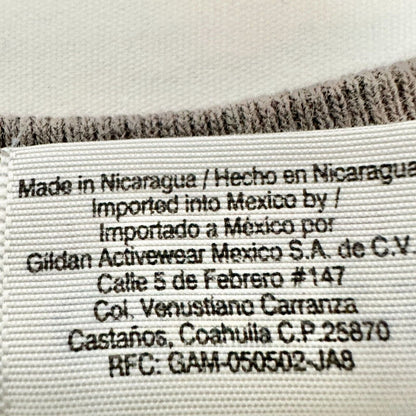 Made in Nicaragua / Hecho en Nicaragua
Imported into Mexico by /
Importado a México por
Gildan Activewear Mexico S.A. de C.V.
Calle 5 de Febrero #147
Col. Venustiano Carranza
Castaños, Coahuila C.P.25870
RFC: GAM-050502-JA8